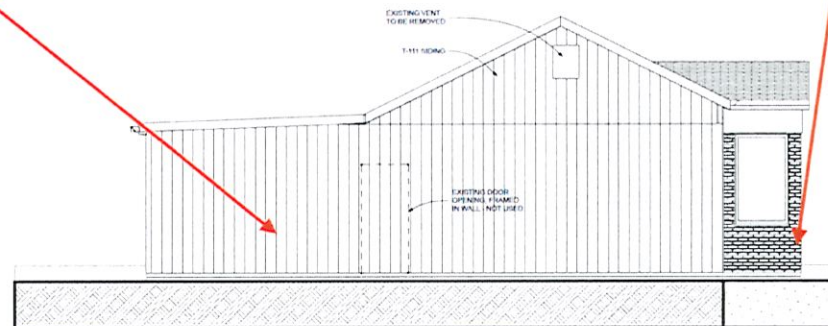 EXISTING VENT
TO BE REMOVED
T-111 SIDING
EXISTING DOOR
OPENING, FRAMED
IN WALL - NOT USED